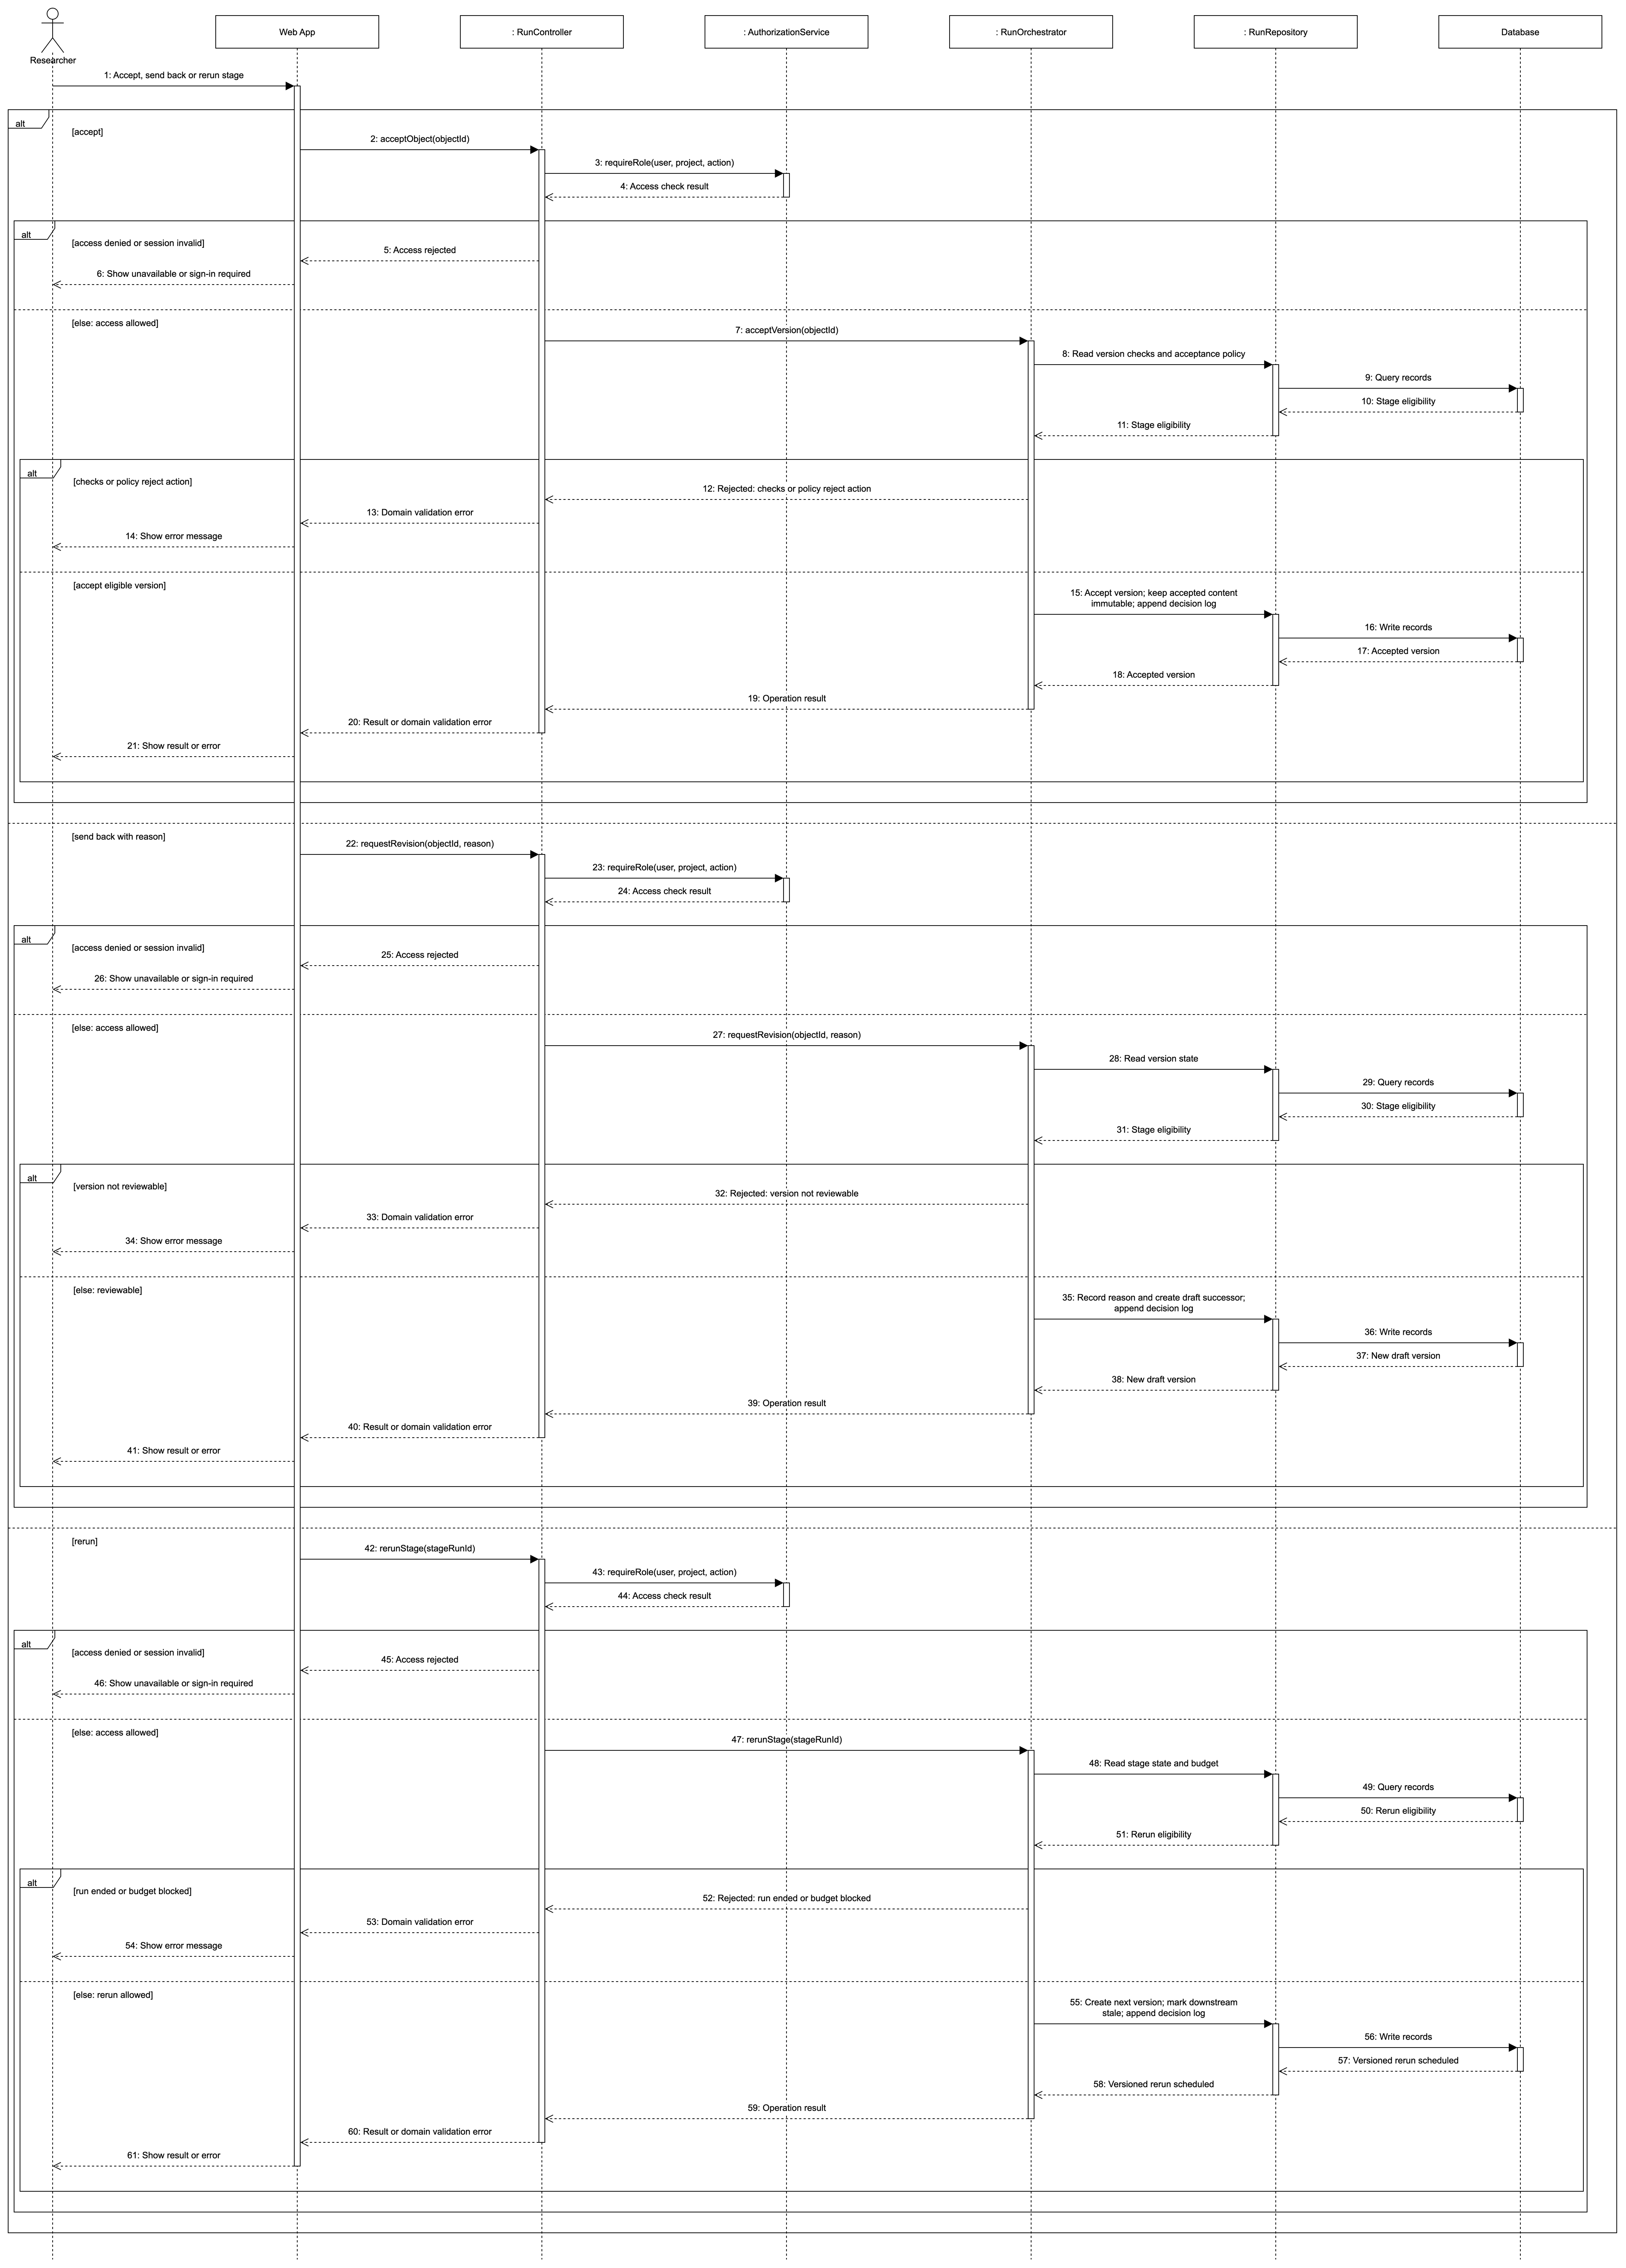 Researcher
Web App
: RunController
: AuthorizationService
: RunOrchestrator
: RunRepository
Database
1: Accept, send back or rerun stage
alt
[accept]
2: acceptObject(objectId)
3: requireRole(user, project, action)
4: Access check result
alt
[access denied or session invalid]
5: Access rejected
6: Show unavailable or sign-in required
[else: access allowed]
7: acceptVersion(objectId)
8: Read version checks and acceptance policy
9: Query records
10: Stage eligibility
11: Stage eligibility
alt
[checks or policy reject action]
12: Rejected: checks or policy reject action
13: Domain validation error
14: Show error message
[accept eligible version]
15: Accept version; keep accepted content
immutable; append decision log
16: Write records
17: Accepted version
18: Accepted version
19: Operation result
20: Result or domain validation error
21: Show result or error
[send back with reason]
22: requestRevision(objectId, reason)
23: requireRole(user, project, action)
24: Access check result
alt
[access denied or session invalid]
25: Access rejected
26: Show unavailable or sign-in required
[else: access allowed]
27: requestRevision(objectId, reason)
28: Read version state
29: Query records
30: Stage eligibility
31: Stage eligibility
alt
[version not reviewable]
32: Rejected: version not reviewable
33: Domain validation error
34: Show error message
[else: reviewable]
35: Record reason and create draft successor;
append decision log
36: Write records
37: New draft version
38: New draft version
39: Operation result
40: Result or domain validation error
41: Show result or error
[rerun]
42: rerunStage(stageRunId)
43: requireRole(user, project, action)
44: Access check result
alt
[access denied or session invalid]
45: Access rejected
46: Show unavailable or sign-in required
[else: access allowed]
47: rerunStage(stageRunId)
48: Read stage state and budget
49: Query records
50: Rerun eligibility
51: Rerun eligibility
alt
[run ended or budget blocked]
52: Rejected: run ended or budget blocked
53: Domain validation error
54: Show error message
[else: rerun allowed]
55: Create next version; mark downstream
stale; append decision log
56: Write records
57: Versioned rerun scheduled
58: Versioned rerun scheduled
59: Operation result
60: Result or domain validation error
61: Show result or error